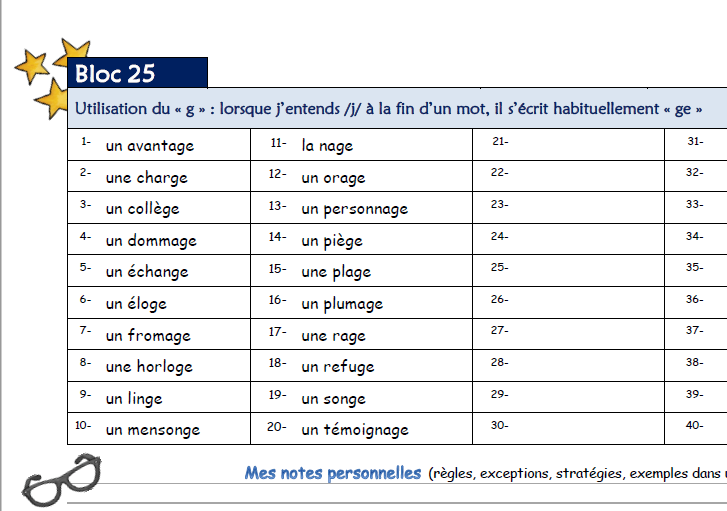 Bloc 25
Utilisation du « g » : lorsque j’entends /j/ à la fin d’un mot, il s’écrit habituellement « ge »
1- un avantage 11- la nage 21- 31-
2- une charge 12- un orage 22- 32-
3- un collège 13- un personnage 23- 33-
4- un dommage 14- un piège 24- 34-
5- un échange 15- une plage 25- 35-
6- un éloge 16- un plumage 26- 36-
7- un fromage 17- une rage 27- 37-
8- une horloge 18- un refuge 28- 38-
9- un linge 19- un songe 29- 39-
10- un mensonge 20- un témoignage 30- 40-
Mes notes personnelles (règles, exceptions, stratégies, exemples dans